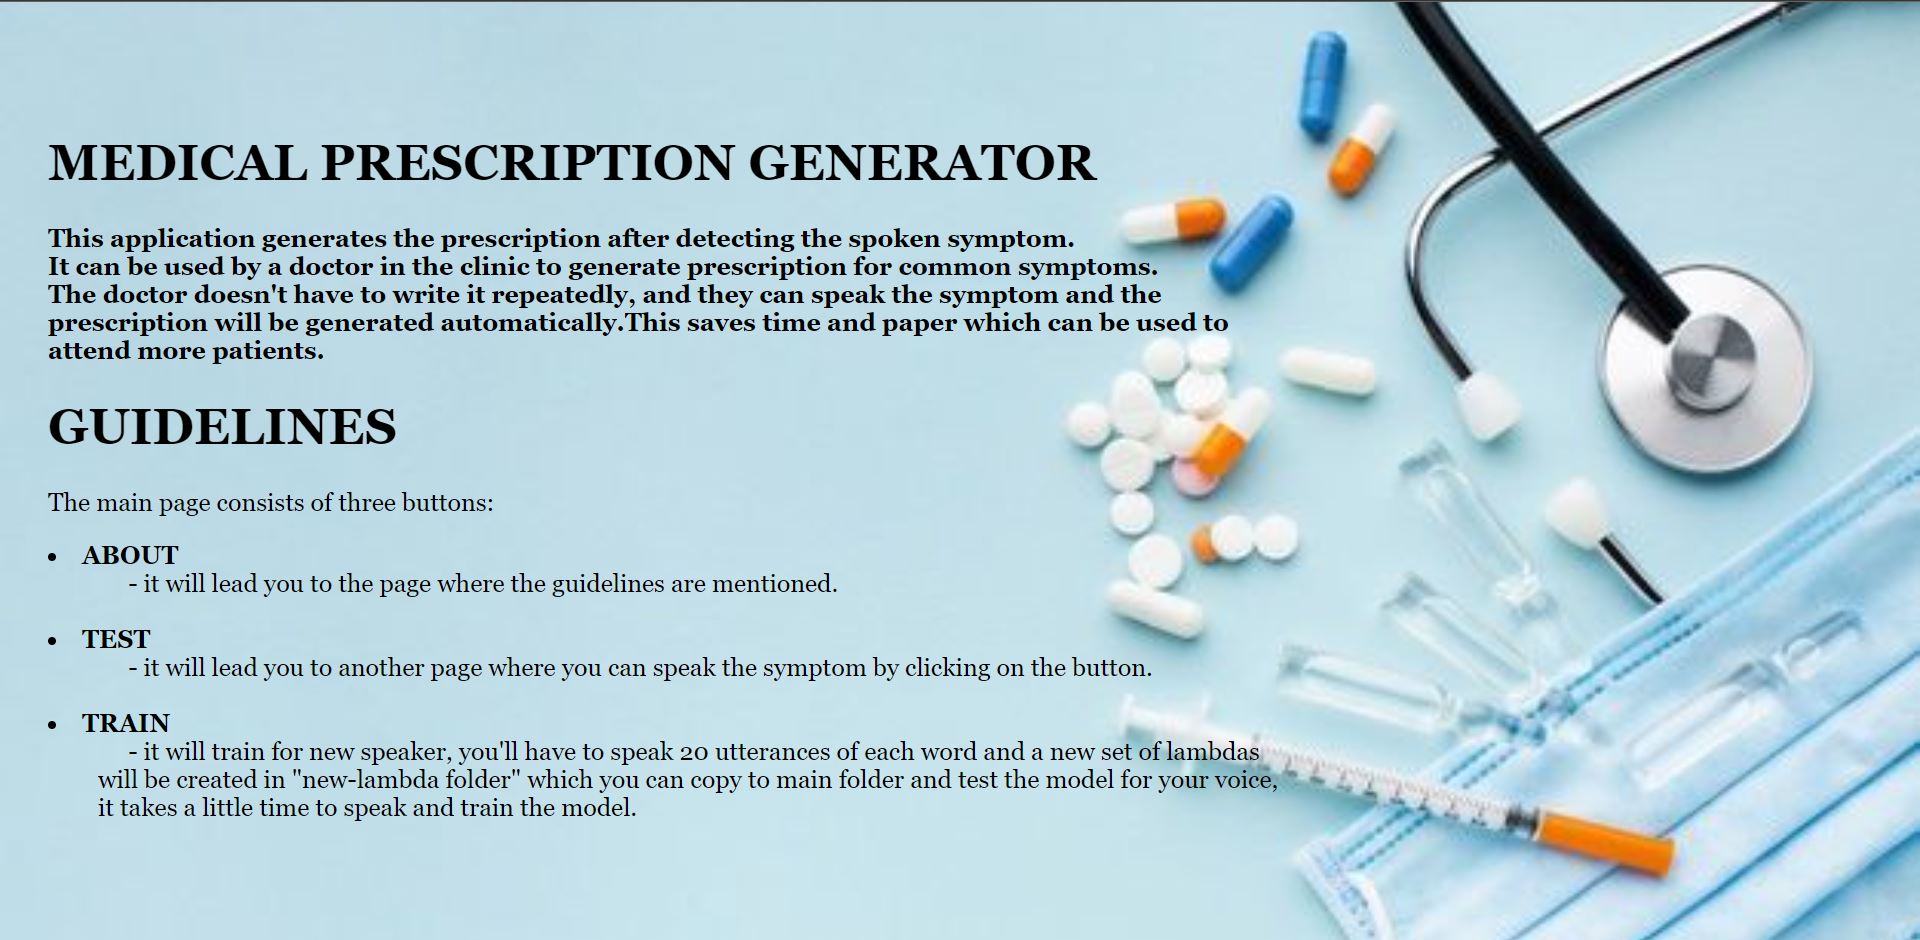 MEDICAL PRESCRIPTION GENERATOR
This application generates the prescription after detecting the spoken symptom.
It can be used by a doctor in the clinic to generate prescription for common symptoms.
The doctor doesn't have to write it repeatedly, and they can speak the symptom and the
prescription will be generated automatically.This saves time and paper which can be used to
attend more patients.
GUIDELINES
The main page consists of three buttons:
• ABOUT
- it will lead you to the page where the guidelines are mentioned.
• TEST
- it will lead you to another page where you can speak the symptom by clicking on the button.
• TRAIN
- it will train for new speaker, you'll have to speak 20 utterances of each word and a new set of lambdas
will be created in "new-lambda folder" which you can copy to main folder and test the model for your voice,
it takes a little time to speak and train the model.